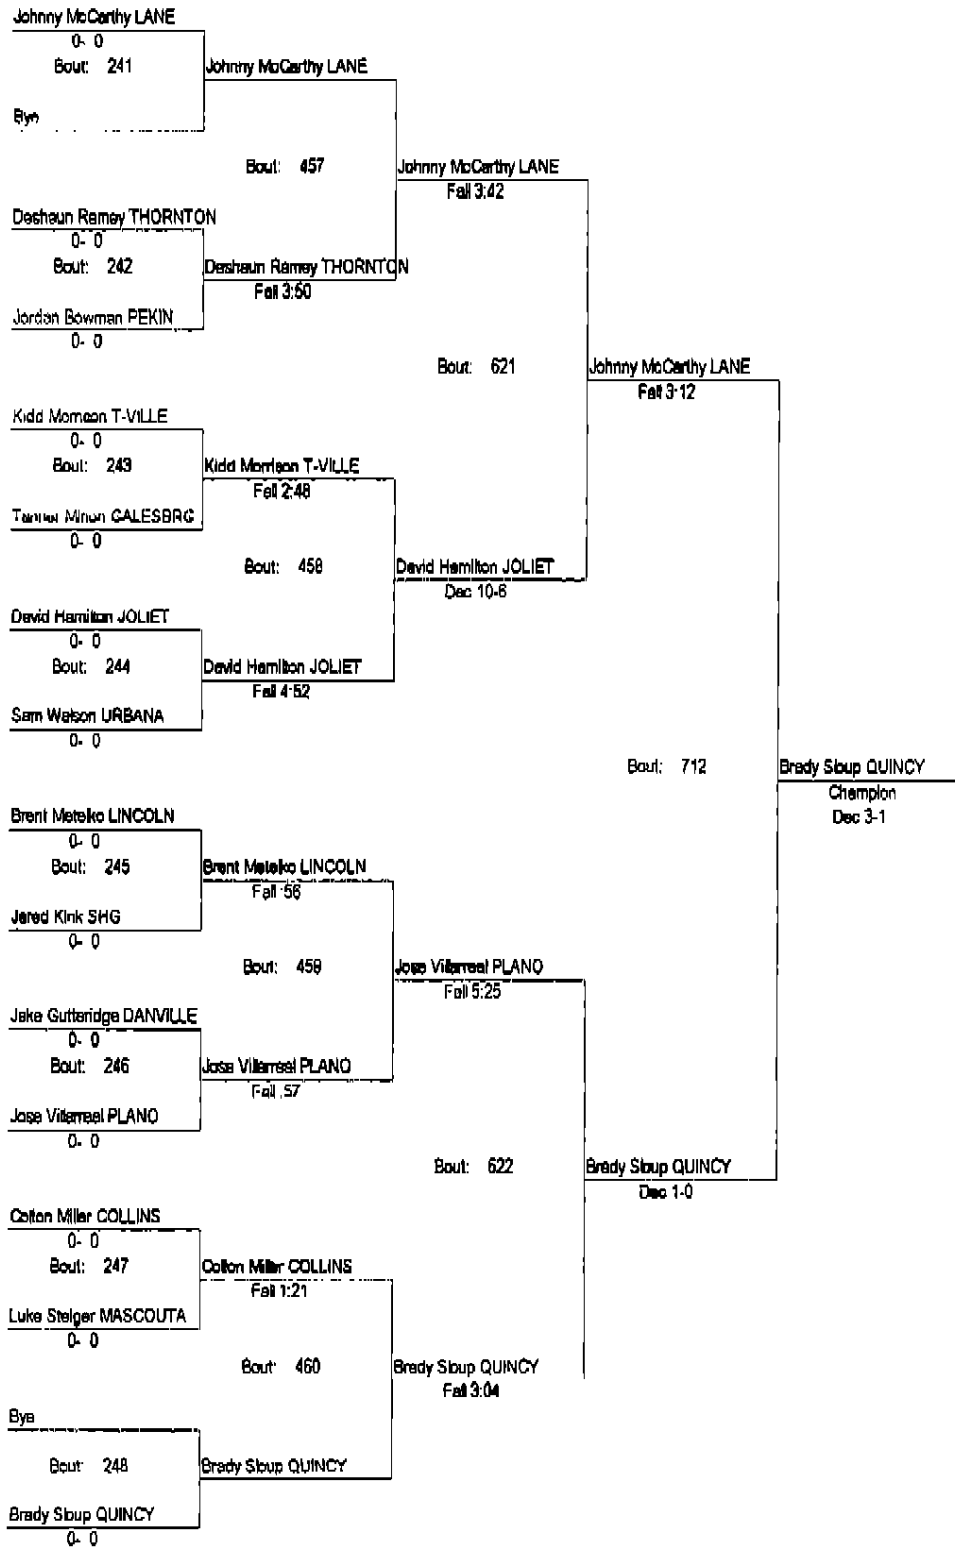 Johnny McCarthy LANE
0- 0
Bout: 241
Johnny McCarthy LANE
Bye
Bout: 457
Johnny McCarthy LANE
Fall 3:42
Deshaun Ramey THORNTON
0- 0
Bout: 242
Deshaun Ramey THORNTON
Fall 3:50
Jordan Bowman PEKIN
0- 0
Bout: 621
Johnny McCarthy LANE
Fall 3:12
Kidd Morrison T-VILLE
0- 0
Bout: 243
Kidd Morrison T-VILLE
Fall 2:48
Tanner Minon GALESBRG
0- 0
Bout: 458
David Hamilton JOLIET
Dec 10-6
David Hamilton JOLIET
0- 0
Bout: 244
David Hamilton JOLIET
Fall 4:52
Sam Watson URBANA
0- 0
Bout: 712
Brady Sloup QUINCY
Champion
Dec 3-1
Brent Metelko LINCOLN
0- 0
Bout: 245
Brent Metelko LINCOLN
Fall :56
Jared Kink SHG
0- 0
Bout: 459
Jose Villarreal PLANO
Fall 5:25
Jake Gutteridge DANVILLE
0- 0
Bout: 246
Jose Villarreal PLANO
Fall :57
Jose Villarreal PLANO
0- 0
Bout: 622
Brady Sloup QUINCY
Dec 1-0
Colton Miller COLLINS
0- 0
Bout: 247
Colton Miller COLLINS
Fall 1:21
Luke Steiger MASCOUTA
0- 0
Bout: 460
Brady Sloup QUINCY
Fall 3:04
Bye
Bout: 248
Brady Sloup QUINCY
Brady Sloup QUINCY
0- 0